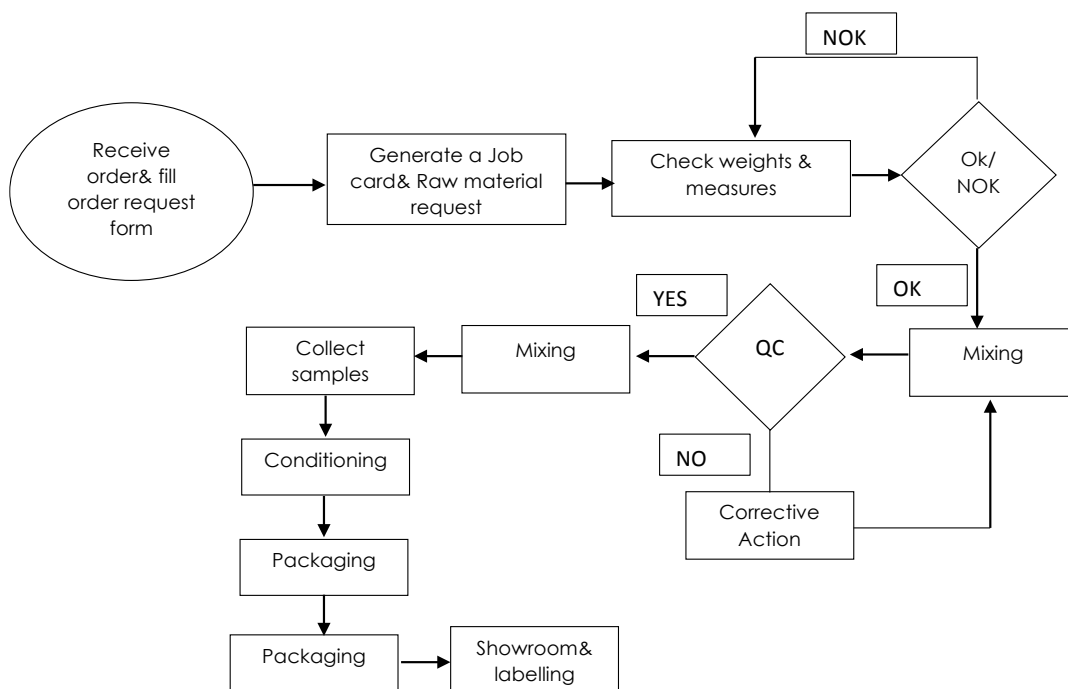 NOK
Receive
order& fill
order request
form
Generate a Job
card& Raw material
request
Check weights &
measures
Ok/
NOK
OK
YES
Collect
samples
Mixing
QC
Mixing
NO
Conditioning
Corrective
Action
Packaging
Packaging
Showroom&
labelling